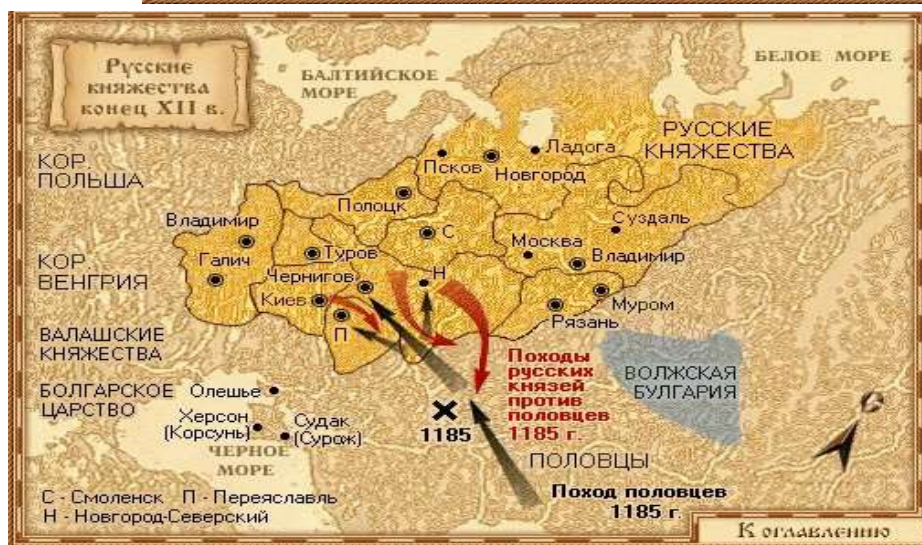 Русские
княжества
конец XII в.
БАЛТИЙСКОЕ
МОРЕ
БЕЛОЕ МОРЕ
РУССКИЕ
КНЯЖЕСТВА
КОР.
ПОЛЬША
Псков
Ладога
Новгород
Полоцк
Владимир
С
Суздаль
Москва
Владимир
КОР.
ВЕНГРИЯ
Галич
Туров
Чернигов
Н
Киев
Муром
Рязань
П
ВАЛАШСКИЕ
КНЯЖЕСТВА
Походы
русских
князей
против
половцев
1185 г.
ВОЛЖСКАЯ
БУЛГАРИЯ
БОЛГАРСКОЕ
ЦАРСТВО
Олешье
Херсон
(Корсунь)
Судак
(Сурож)
1185
ЧЕРНОЕ
МОРЕ
ПОЛОВЦЫ
Поход половцев
1185 г.
С - Смоленск П - Переяславль
Н - Новгород-Северский
К оглавлению